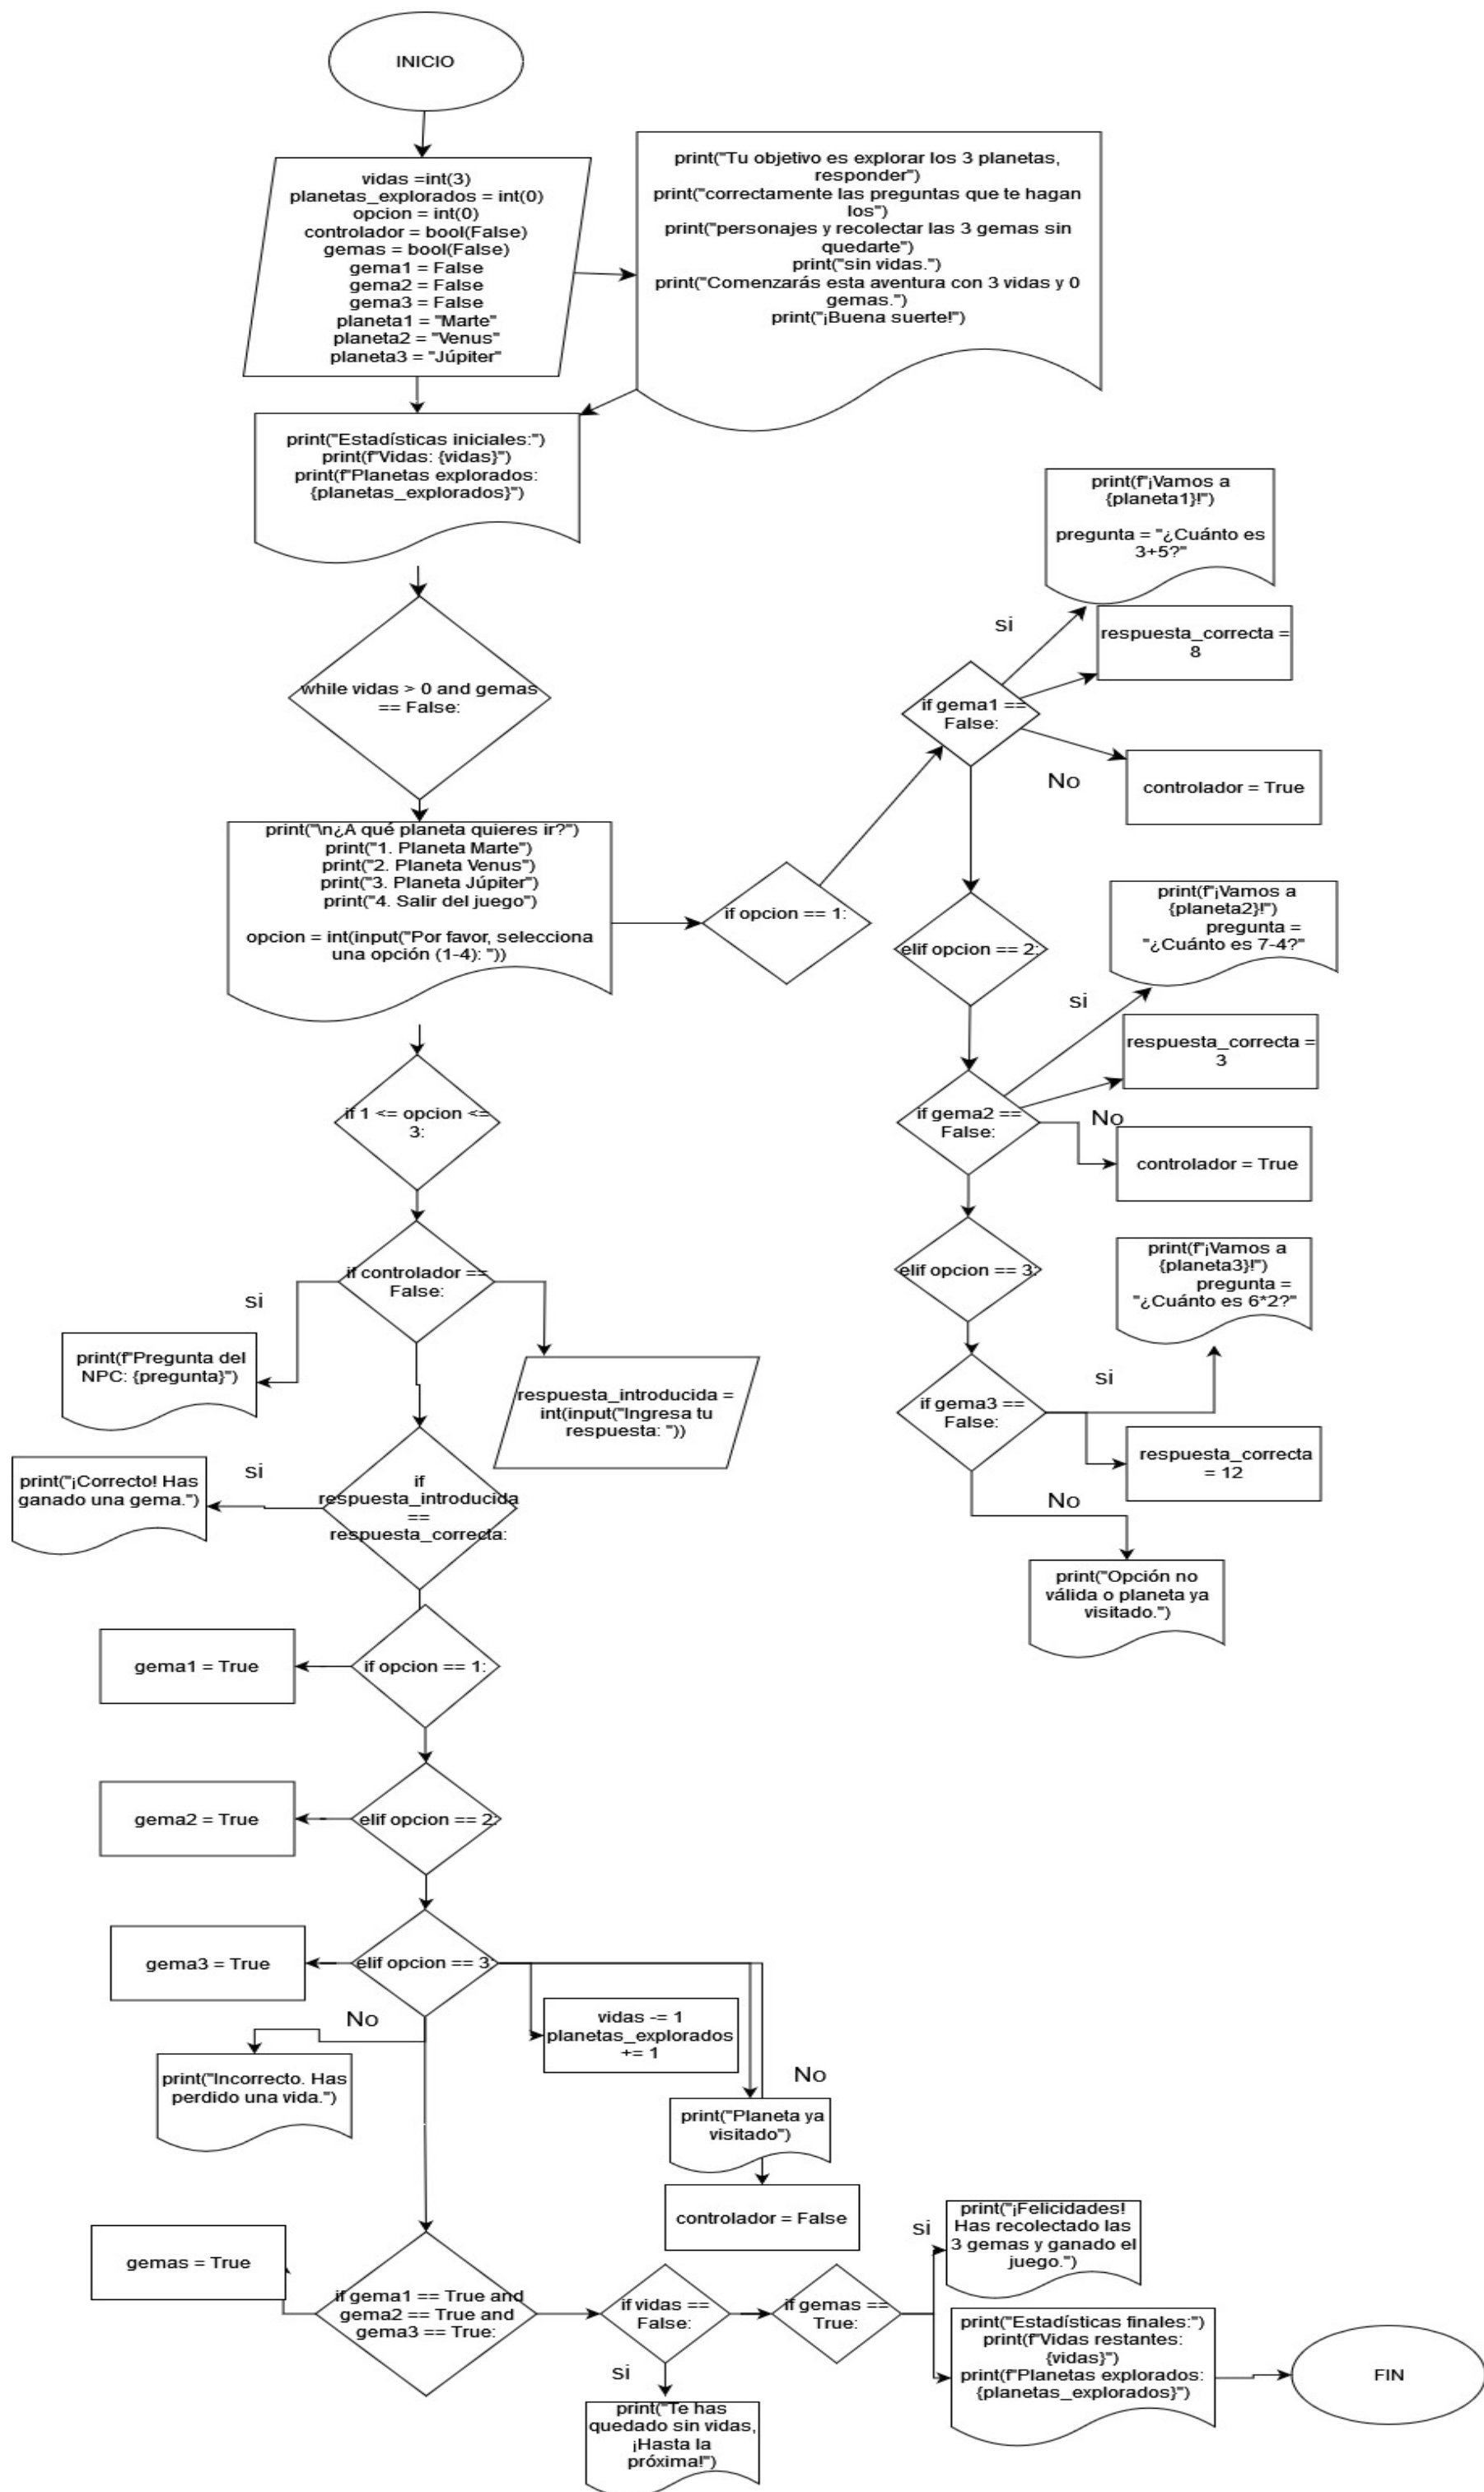 INICIO
vidas =int(3)
planetas_explorados = int(0)
opcion = int(0)
controlador = bool(False)
gemas = bool(False)
gema1 = False
gema2 = False
gema3 = False
planeta1 = "Marte"
planeta2 = "Venus"
planeta3 = "Júpiter"
print("Tu objetivo es explorar los 3 planetas,
responder")
print("correctamente las preguntas que te hagan
los")
print("personajes y recolectar las 3 gemas sin
quedarte")
print("sin vidas.")
print("Comenzarás esta aventura con 3 vidas y 0
gemas.")
print("¡Buena suerte!")
print("Estadísticas iniciales:")
print(f"Vidas: {vidas}")
print(f"Planetas explorados:
{planetas_explorados}")
while vidas > 0 and gemas
== False:
print("\n¿A qué planeta quieres ir?")
print("1. Planeta Marte")
print("2. Planeta Venus")
print("3. Planeta Júpiter")
print("4. Salir del juego")
opcion = int(input("Por favor, selecciona
una opción (1-4): "))
if opcion == 1:
if gema1 ==
False:
si
print(f"¡Vamos a
{planeta1}!")
pregunta = "¿Cuánto es
3+5?"
respuesta_correcta =
8
No
controlador = True
elif opcion == 2:
if gema2 ==
False:
si
print(f"¡Vamos a
{planeta2}!")
pregunta =
"¿Cuánto es 7-4?"
respuesta_correcta =
3
No
controlador = True
elif opcion == 3:
if gema3 ==
False:
si
print(f"¡Vamos a
{planeta3}!")
pregunta =
"¿Cuánto es 6*2?"
respuesta_correcta
= 12
No
print("Opción no
válida o planeta ya
visitado.")
if 1 <= opcion <=
3:
if controlador ==
False:
si
print(f"Pregunta del
NPC: {pregunta}")
respuesta_introducida =
int(input("Ingresa tu
respuesta: "))
if
respuesta_introducida
==
respuesta_correcta:
si
print("¡Correcto! Has
ganado una gema.")
if opcion == 1:
gema1 = True
elif opcion == 2:
gema2 = True
elif opcion == 3:
gema3 = True
No
print("Incorrecto. Has
perdido una vida.")
vidas -= 1
planetas_explorados
+= 1
No
print("Planeta ya
visitado")
controlador = False
if gema1 == True and
gema2 == True and
gema3 == True:
gemas = True
if vidas ==
False:
si
print("Te has
quedado sin vidas,
¡Hasta la
próxima!")
if gemas ==
True:
si
print("¡Felicidades!
Has recolectado las
3 gemas y ganado el
juego.")
print("Estadísticas finales:")
print(f"Vidas restantes:
{vidas}")
print(f"Planetas explorados:
{planetas_explorados}")
FIN